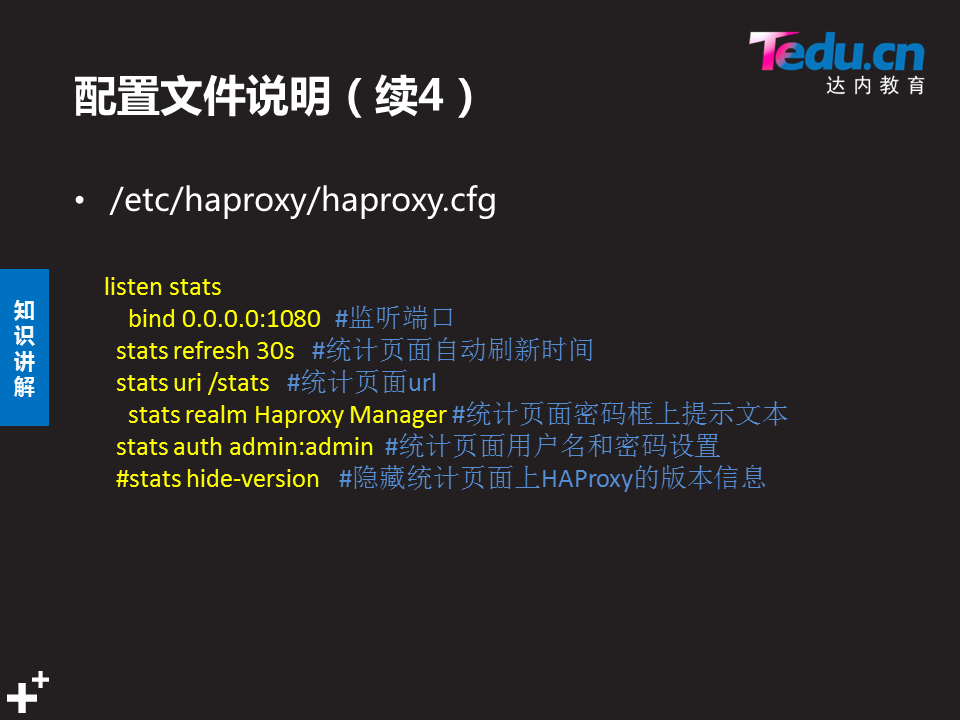 Tedu.cn
达内教育
配置文件说明（续4）
• /etc/haproxy/haproxy.cfg
知识讲解
listen stats
bind 0.0.0.0:1080 #监听端口
stats refresh 30s #统计页面自动刷新时间
stats uri /stats #统计页面url
stats realm Haproxy Manager #统计页面密码框上提示文本
stats auth admin:admin #统计页面用户名和密码设置
#stats hide-version #隐藏统计页面上HAProxy的版本信息